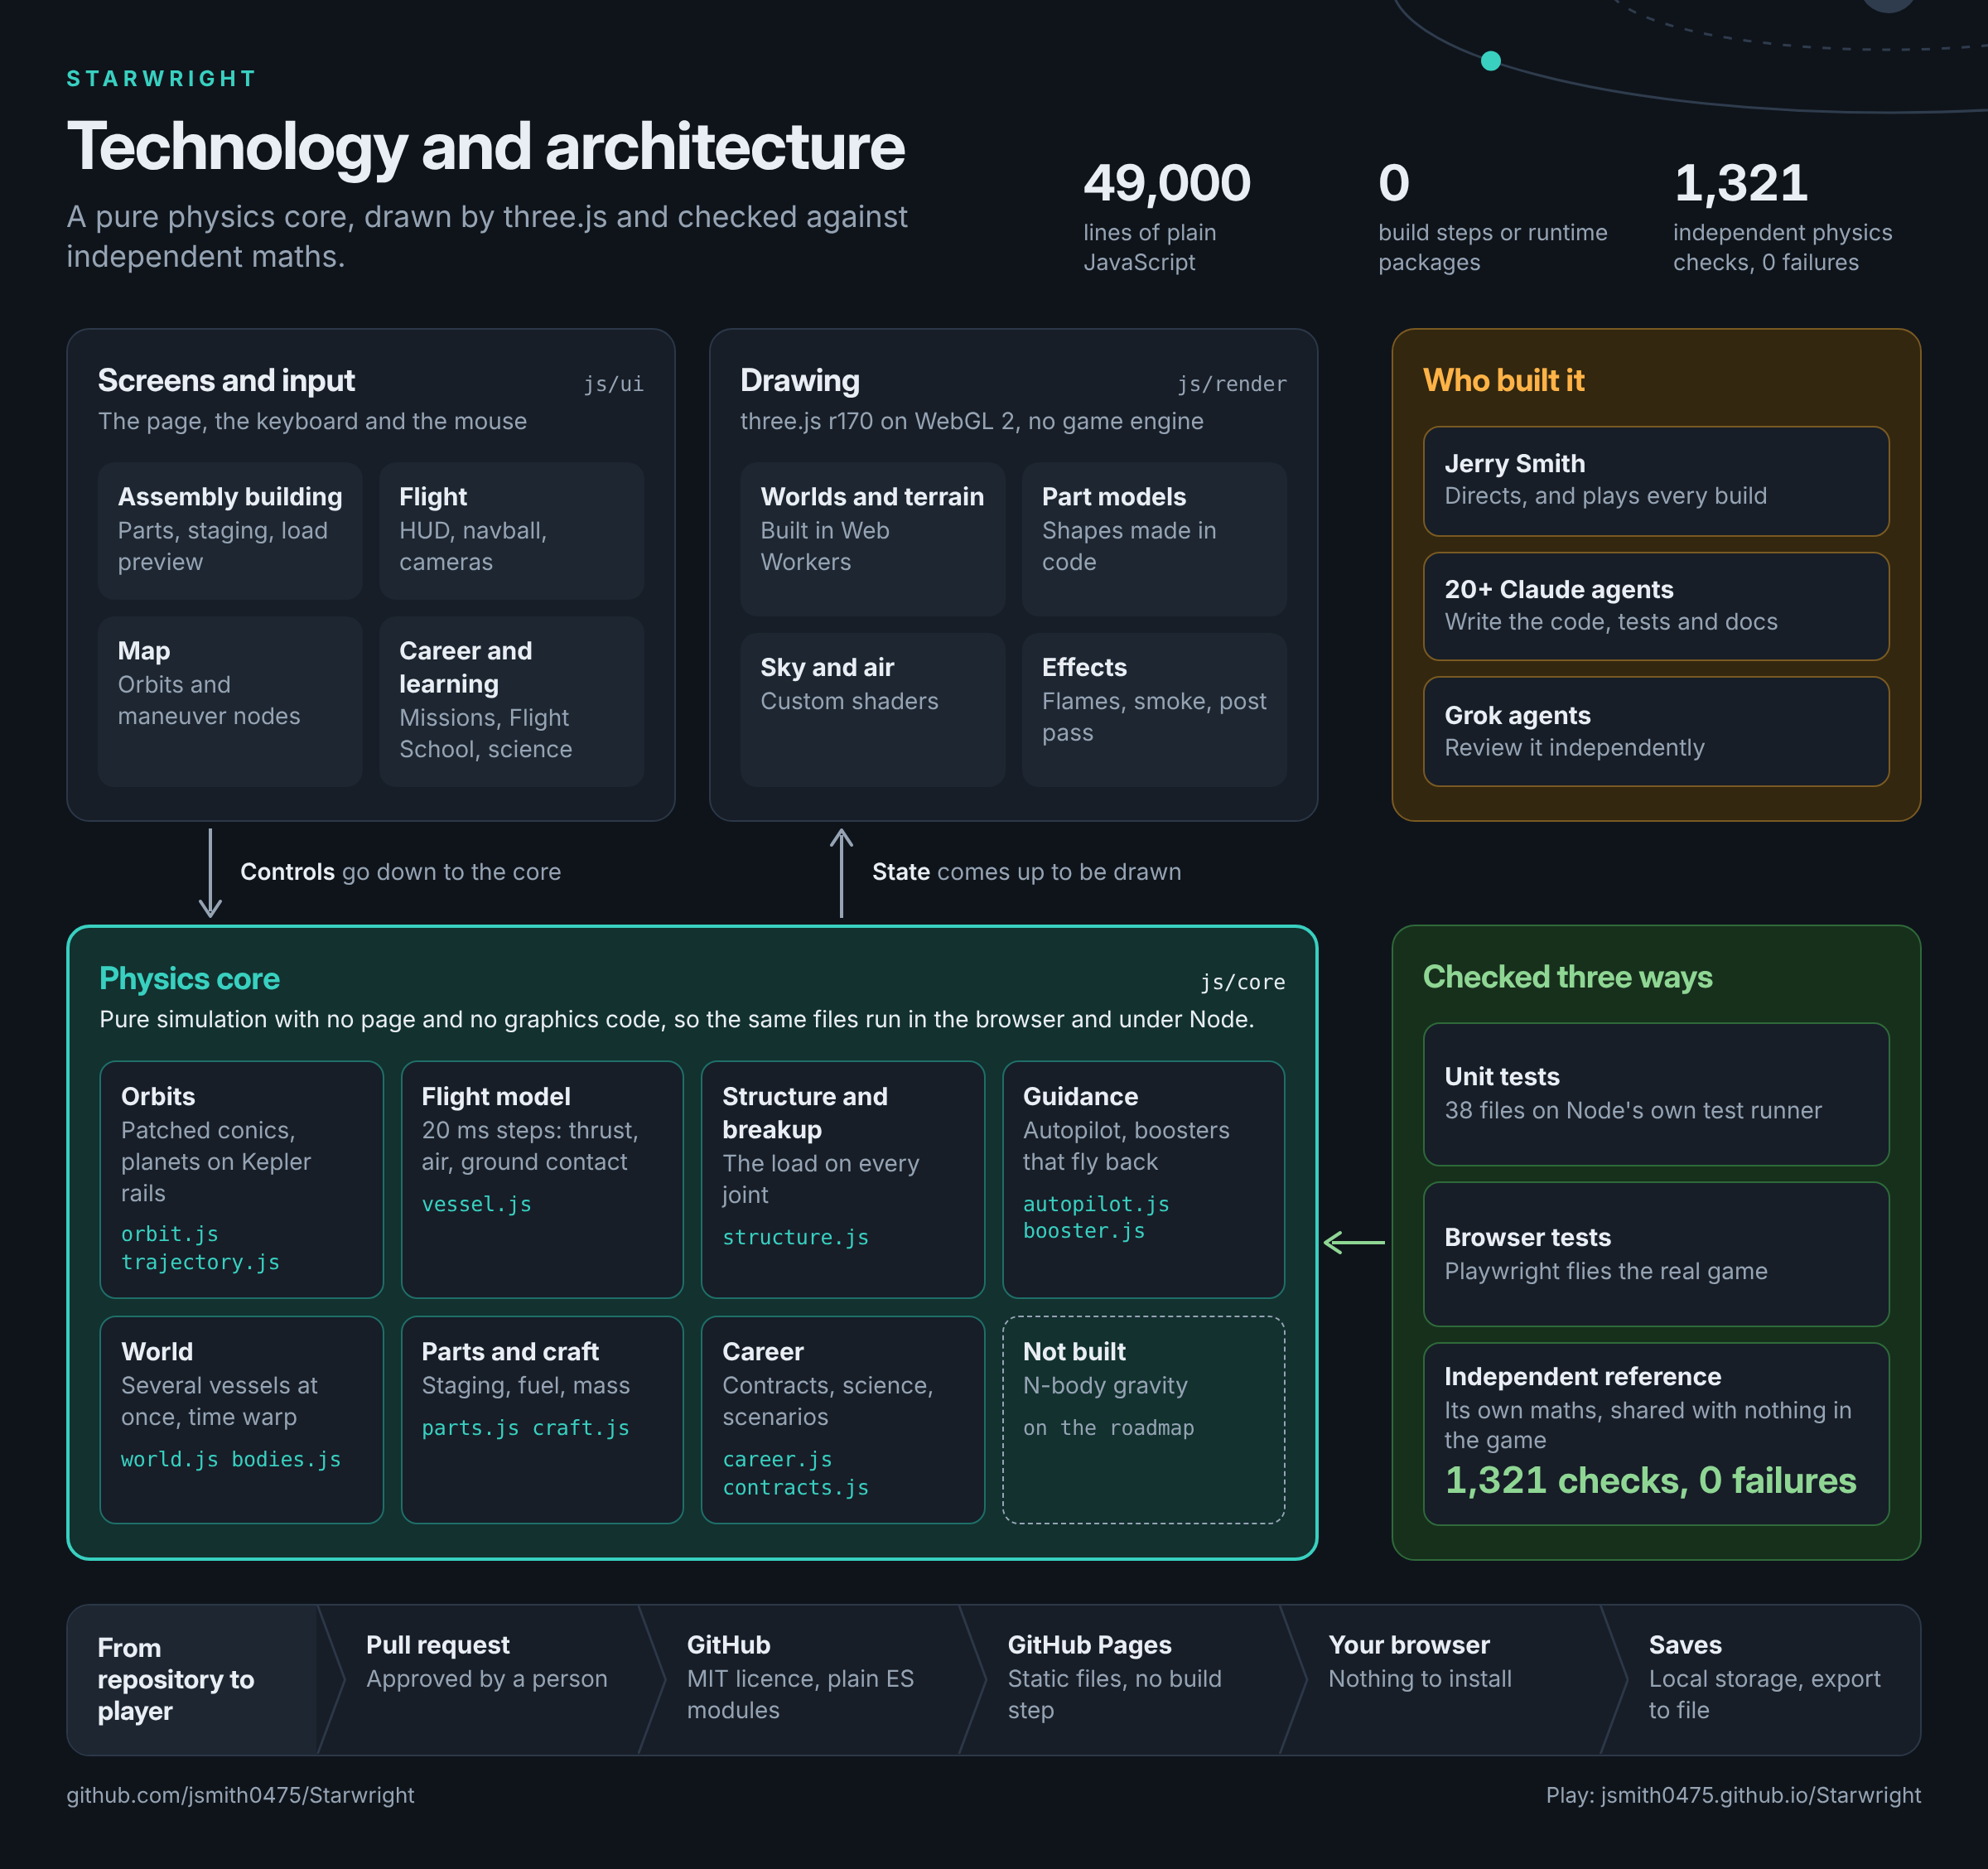 STARWRIGHT
Technology and architecture
A pure physics core, drawn by three.js and checked against
independent maths.
49,000
lines of plain
JavaScript
0
build steps or runtime
packages
1,321
independent physics
checks, 0 failures
Screens and input
js/ui
The page, the keyboard and the mouse
Assembly building
Parts, staging, load
preview
Flight
HUD, navball,
cameras
Map
Orbits and
maneuver nodes
Career and
learning
Missions, Flight
School, science
Drawing
js/render
three.js r170 on WebGL 2, no game engine
Worlds and terrain
Built in Web
Workers
Part models
Shapes made in
code
Sky and air
Custom shaders
Effects
Flames, smoke, post
pass
Who built it
Jerry Smith
Directs, and plays every build
20+ Claude agents
Write the code, tests and docs
Grok agents
Review it independently
Controls go down to the core
State comes up to be drawn
Physics core
js/core
Pure simulation with no page and no graphics code, so the same files run in the browser and under Node.
Orbits
Patched conics,
planets on Kepler
rails
orbit.js
trajectory.js
Flight model
20 ms steps: thrust,
air, ground contact
vessel.js
Structure and
breakup
The load on every
joint
structure.js
Guidance
Autopilot, boosters
that fly back
autopilot.js
booster.js
World
Several vessels at
once, time warp
world.js bodies.js
Parts and craft
Staging, fuel, mass
parts.js craft.js
Career
Contracts, science,
scenarios
career.js
contracts.js
Not built
N-body gravity
on the roadmap
Checked three ways
Unit tests
38 files on Node's own test runner
Browser tests
Playwright flies the real game
Independent reference
Its own maths, shared with nothing in
the game
1,321 checks, 0 failures
From
repository to
player
Pull request
Approved by a person
GitHub
MIT licence, plain ES
modules
GitHub Pages
Static files, no build
step
Your browser
Nothing to install
Saves
Local storage, export
to file
github.com/jsmith0475/Starwright
Play: jsmith0475.github.io/Starwright